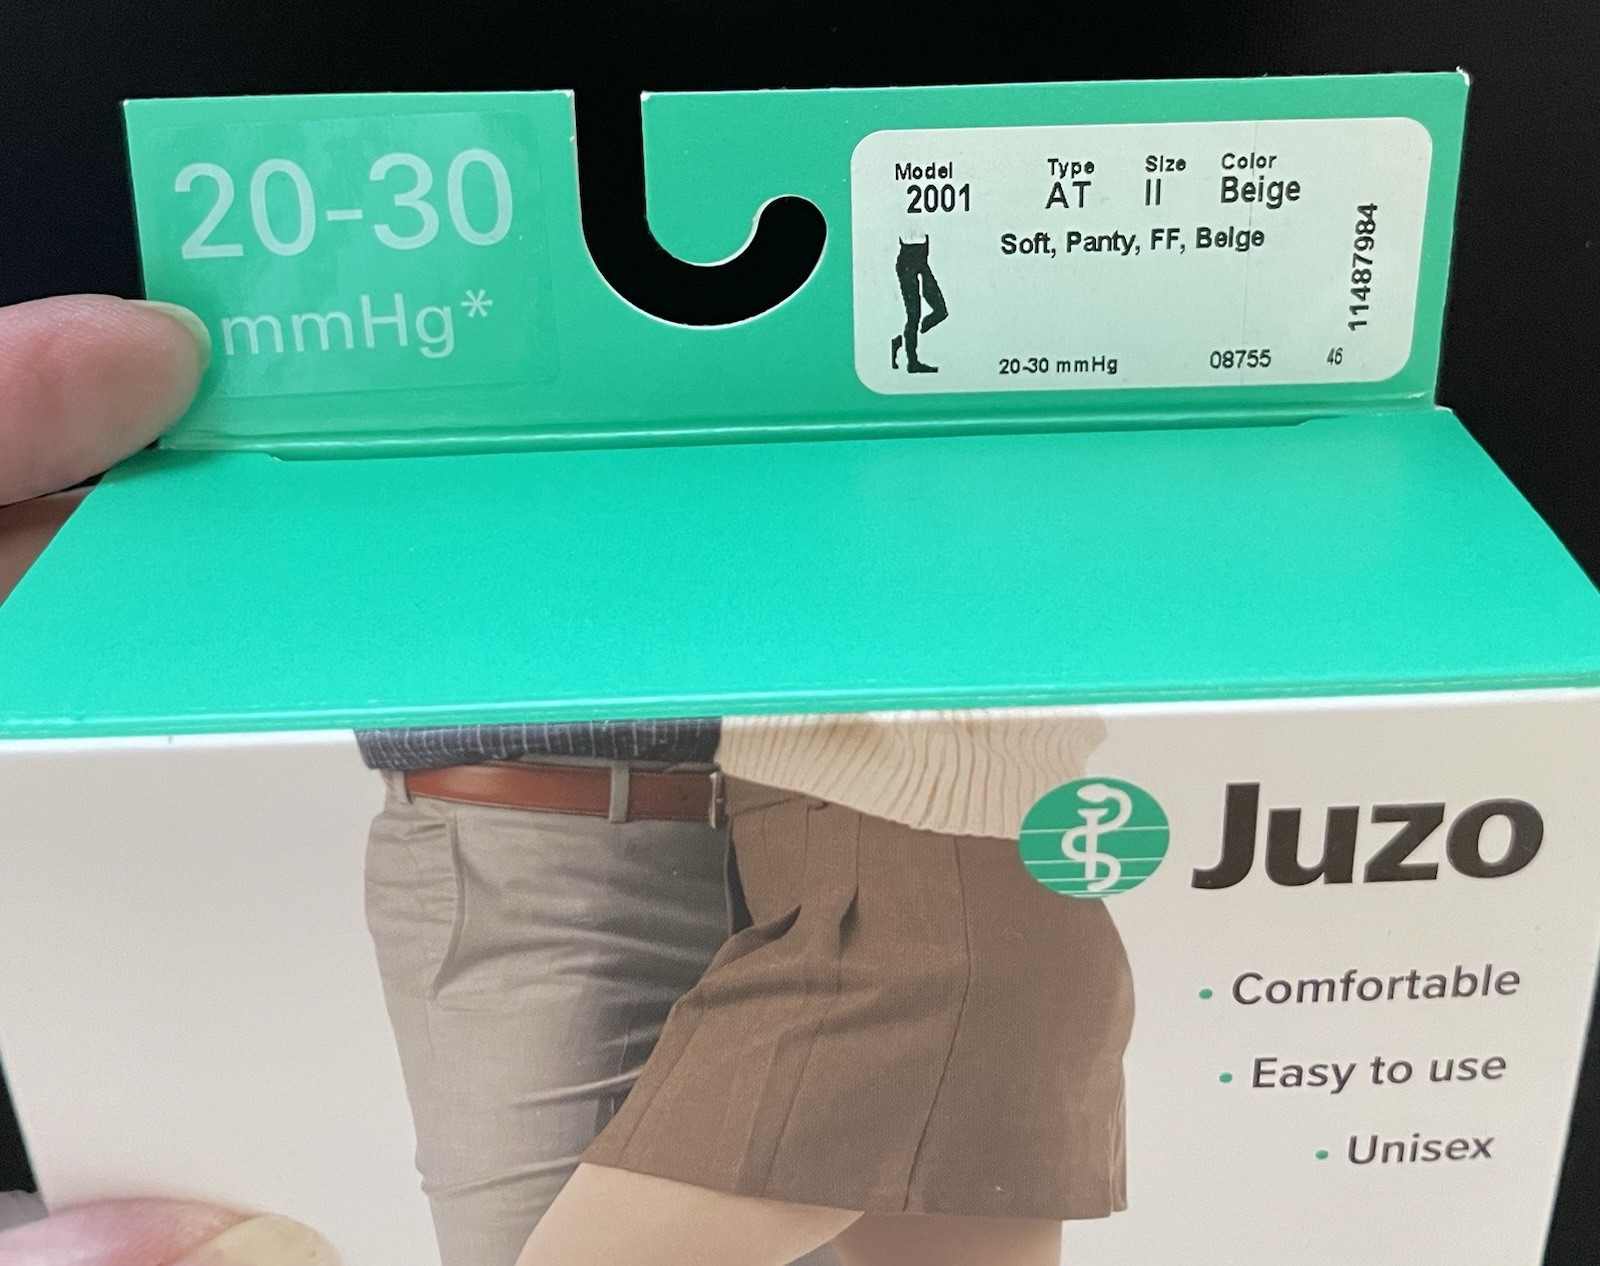 20-30
mmHg*
Model Type Size Color
2001 AT II Beige
Soft, Panty, FF, Beige
20-30 mmHg 08755 46
11487984
Juzo
• Comfortable
• Easy to use
• Unisex